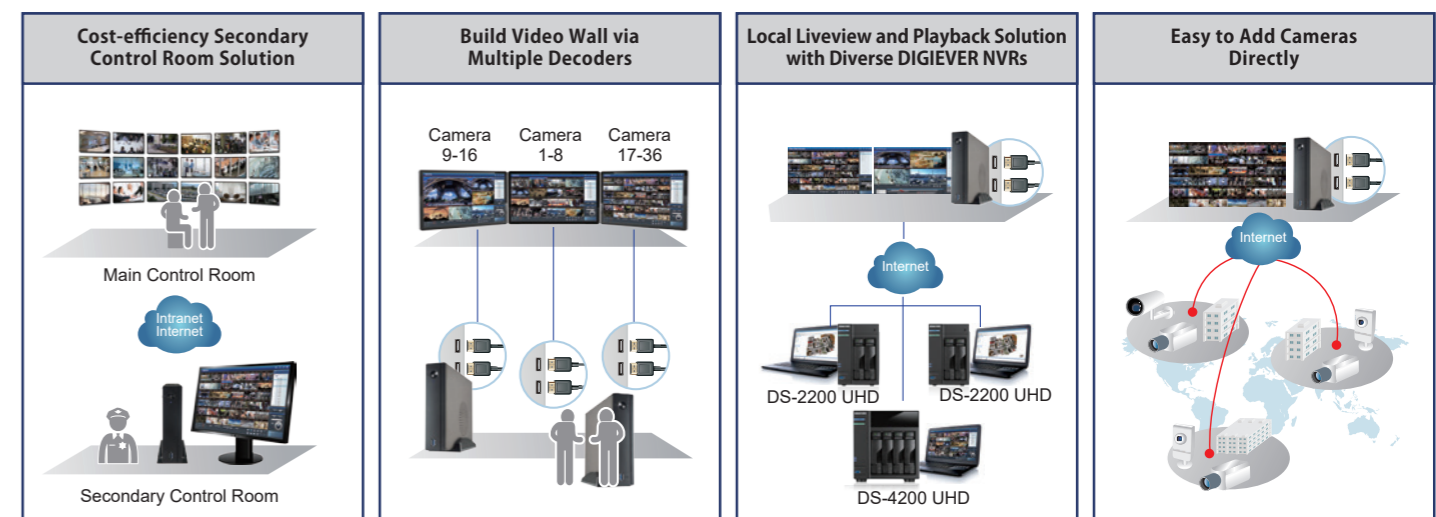 Cost-efficiency Secondary
Control Room Solution
Main Control Room
Intranet
Internet
Secondary Control Room
Build Video Wall via
Multiple Decoders
Camera
9-16
Camera
1-8
Camera
17-36
Local Liveview and Playback Solution
with Diverse DIGIEVER NVRs
Internet
DS-2200 UHD
DS-2200 UHD
DS-4200 UHD
Easy to Add Cameras
Directly
Internet